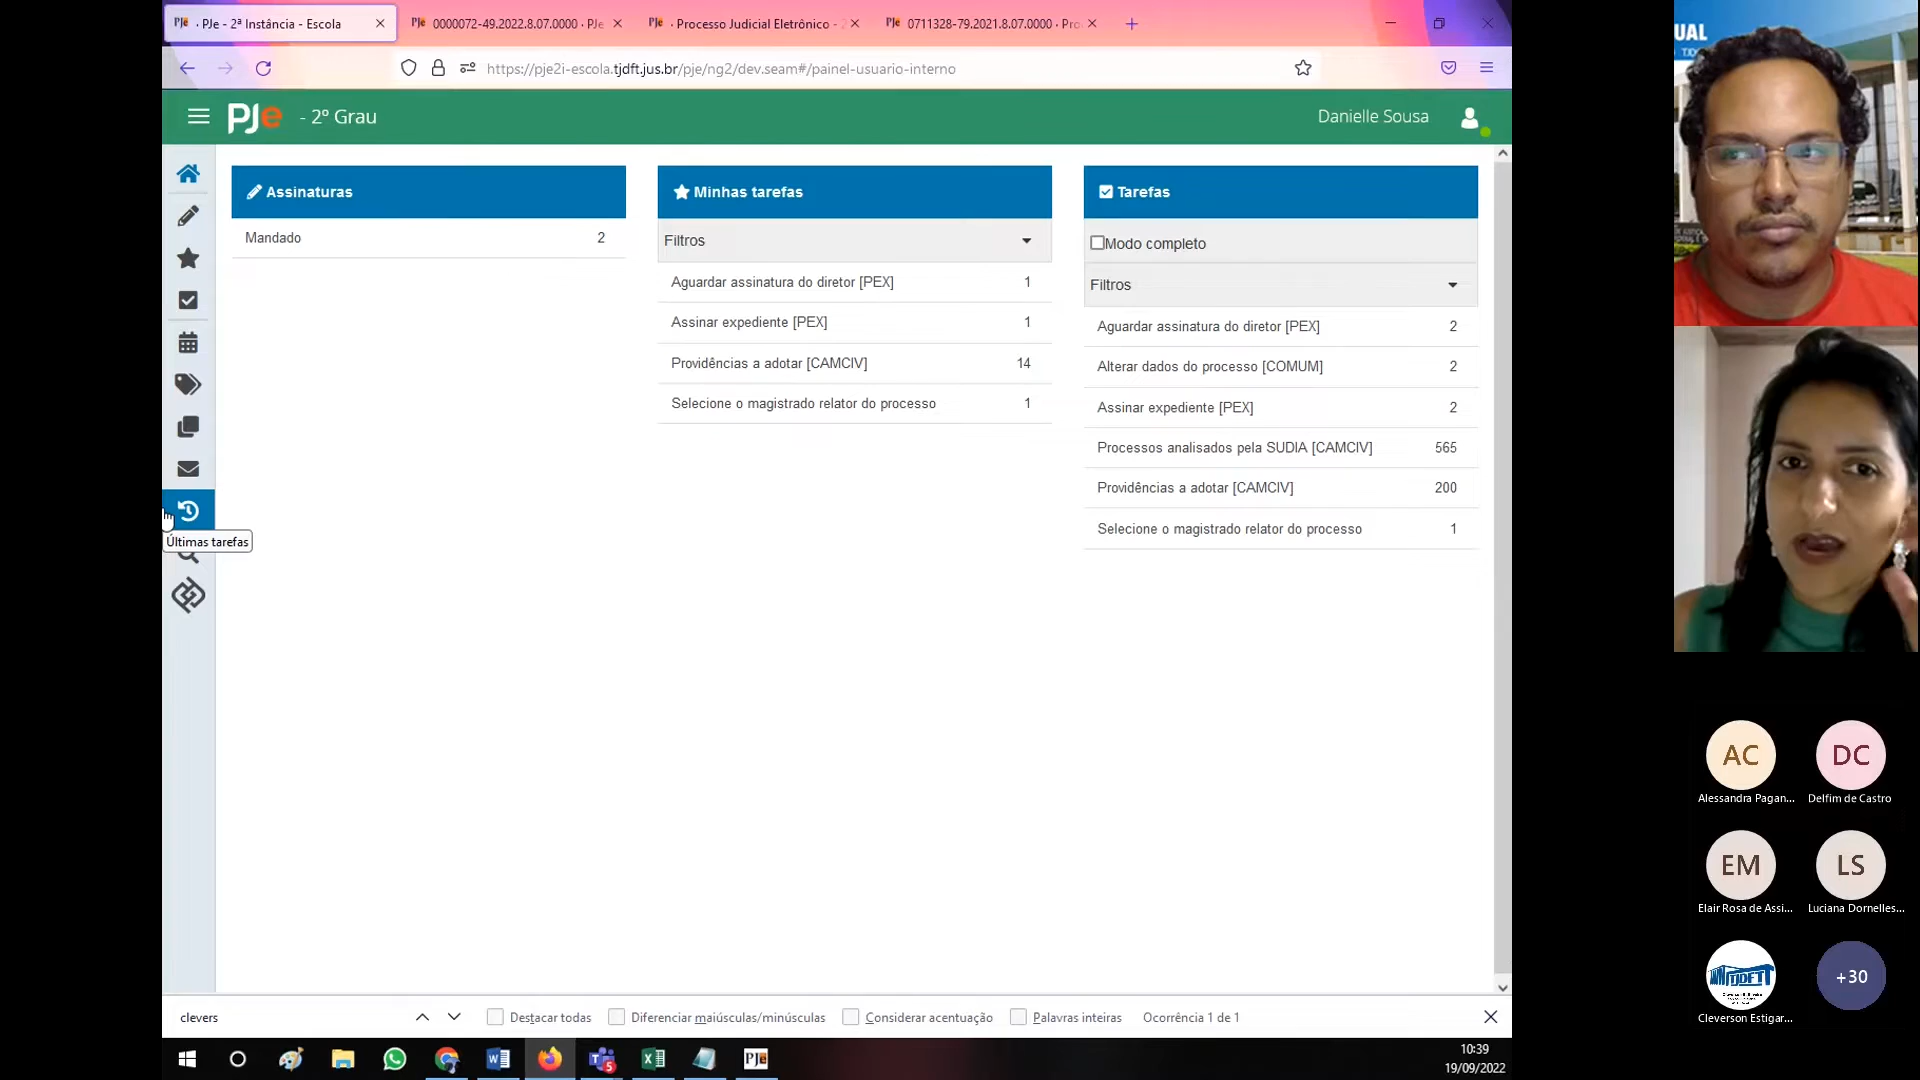 · PJe - 2ª Instância - Escola
0000072-49.2022.8.07.0000 · PJe
· Processo Judicial Eletrônico - 2
0711328-79.2021.8.07.0000 · Pro
https://pje2i-escola.tjdft.jus.br/pje/ng2/dev.seam#/painel-usuario-interno
PJe - 2º Grau
Danielle Sousa
Assinaturas
Mandado 2
Minhas tarefas
Filtros
Aguardar assinatura do diretor [PEX] 1
Assinar expediente [PEX] 1
Providências a adotar [CAMCIV] 14
Selecione o magistrado relator do processo 1
Tarefas
Modo completo
Filtros
Aguardar assinatura do diretor [PEX] 2
Alterar dados do processo [COMUM] 2
Assinar expediente [PEX] 2
Processos analisados pela SUDIA [CAMCIV] 565
Providências a adotar [CAMCIV] 200
Selecione o magistrado relator do processo 1
Últimas tarefas
clevers
Destacar todas
Diferenciar maiúsculas/minúsculas
Considerar acentuação
Palavras inteiras
Ocorrência 1 de 1
PJe
5
10:39
19/09/2022
UAL
AC
Alessandra Pagan...
DC
Delfim de Castro
EM
Elair Rosa de Assi...
LS
Luciana Dornelles...
TJDFT
Cleverson Estigar...
+30